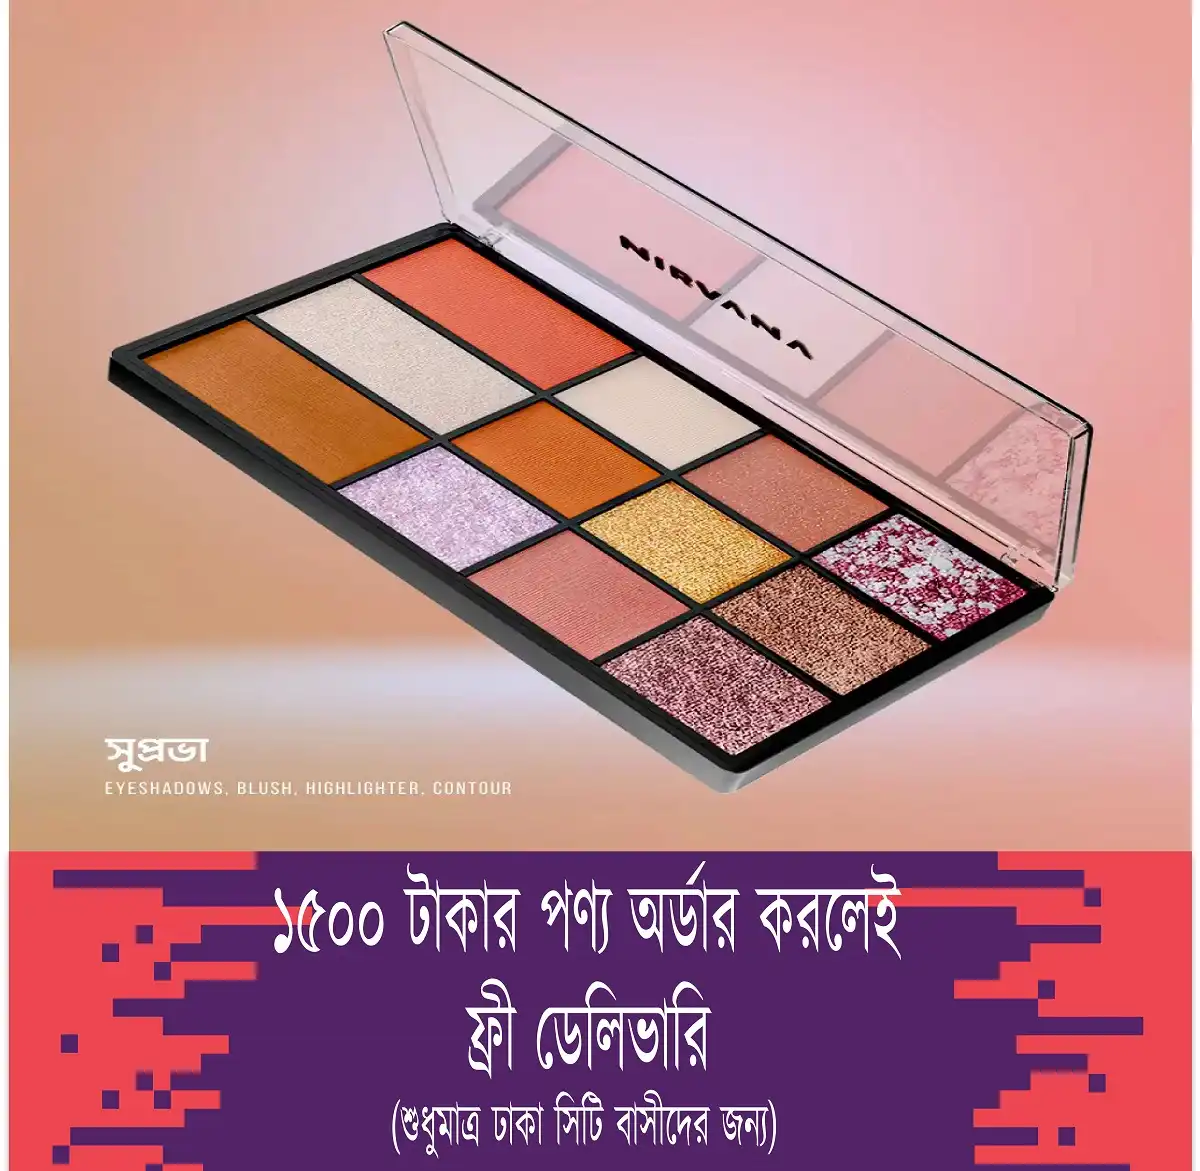 NIRVANA
সুপ্রভা
EYESHADOWS, BLUSH, HIGHLIGHTER, CONTOUR
১৫০০ টাকার পণ্য অর্ডার করলেই
ফ্রী ডেলিভারি
(শুধুমাত্র ঢাকা সিটি বাসীদের জন্য)